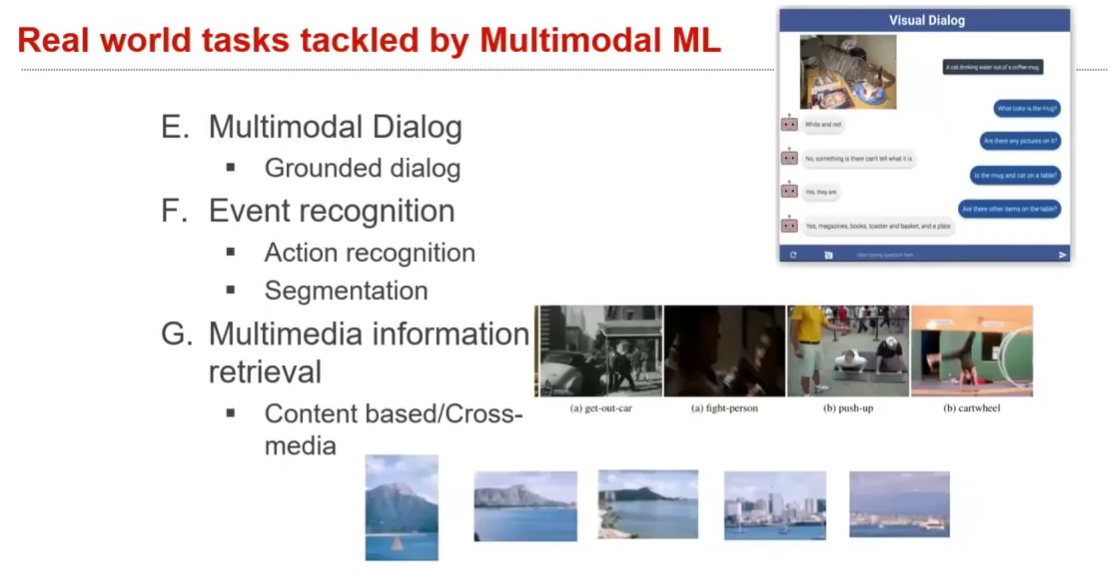 Real world tasks tackled by Multimodal ML
E. Multimodal Dialog
▪ Grounded dialog
F. Event recognition
▪ Action recognition
▪ Segmentation
G. Multimedia information
retrieval
▪ Content based/Cross-
media
Visual Dialog
A cat drinking water out of a coffee mug.
What color is the mug?
White and red
Are there any pictures on it?
No, something is there can't tell what it is
Is the mug and cat on a table?
Yes, they are
Are there other items on the table?
Yes, magazines, books, toaster and basket, and a plate
Start typing question here
(a) get-out-car
(a) fight-person
(b) push-up
(b) cartwheel